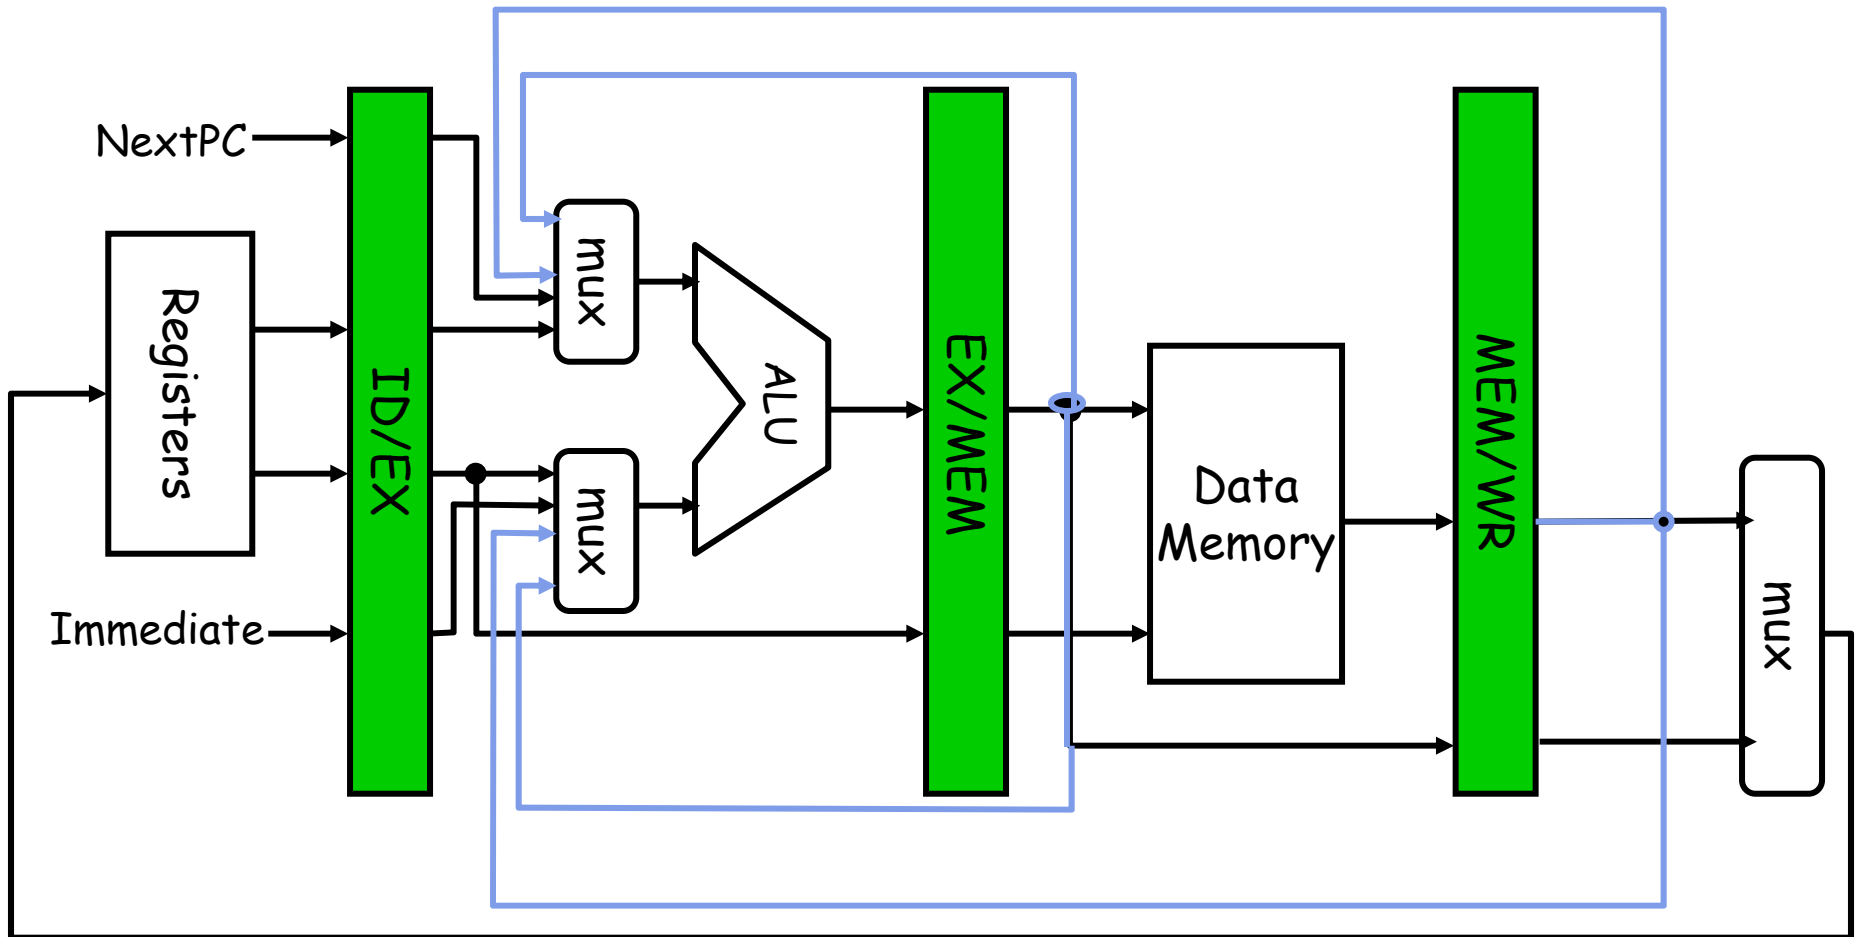 NextPC
Registers
Immediate
ID/EX
mux
mux
ALU
EX/MEM
Data
Memory
MEM/WR
mux